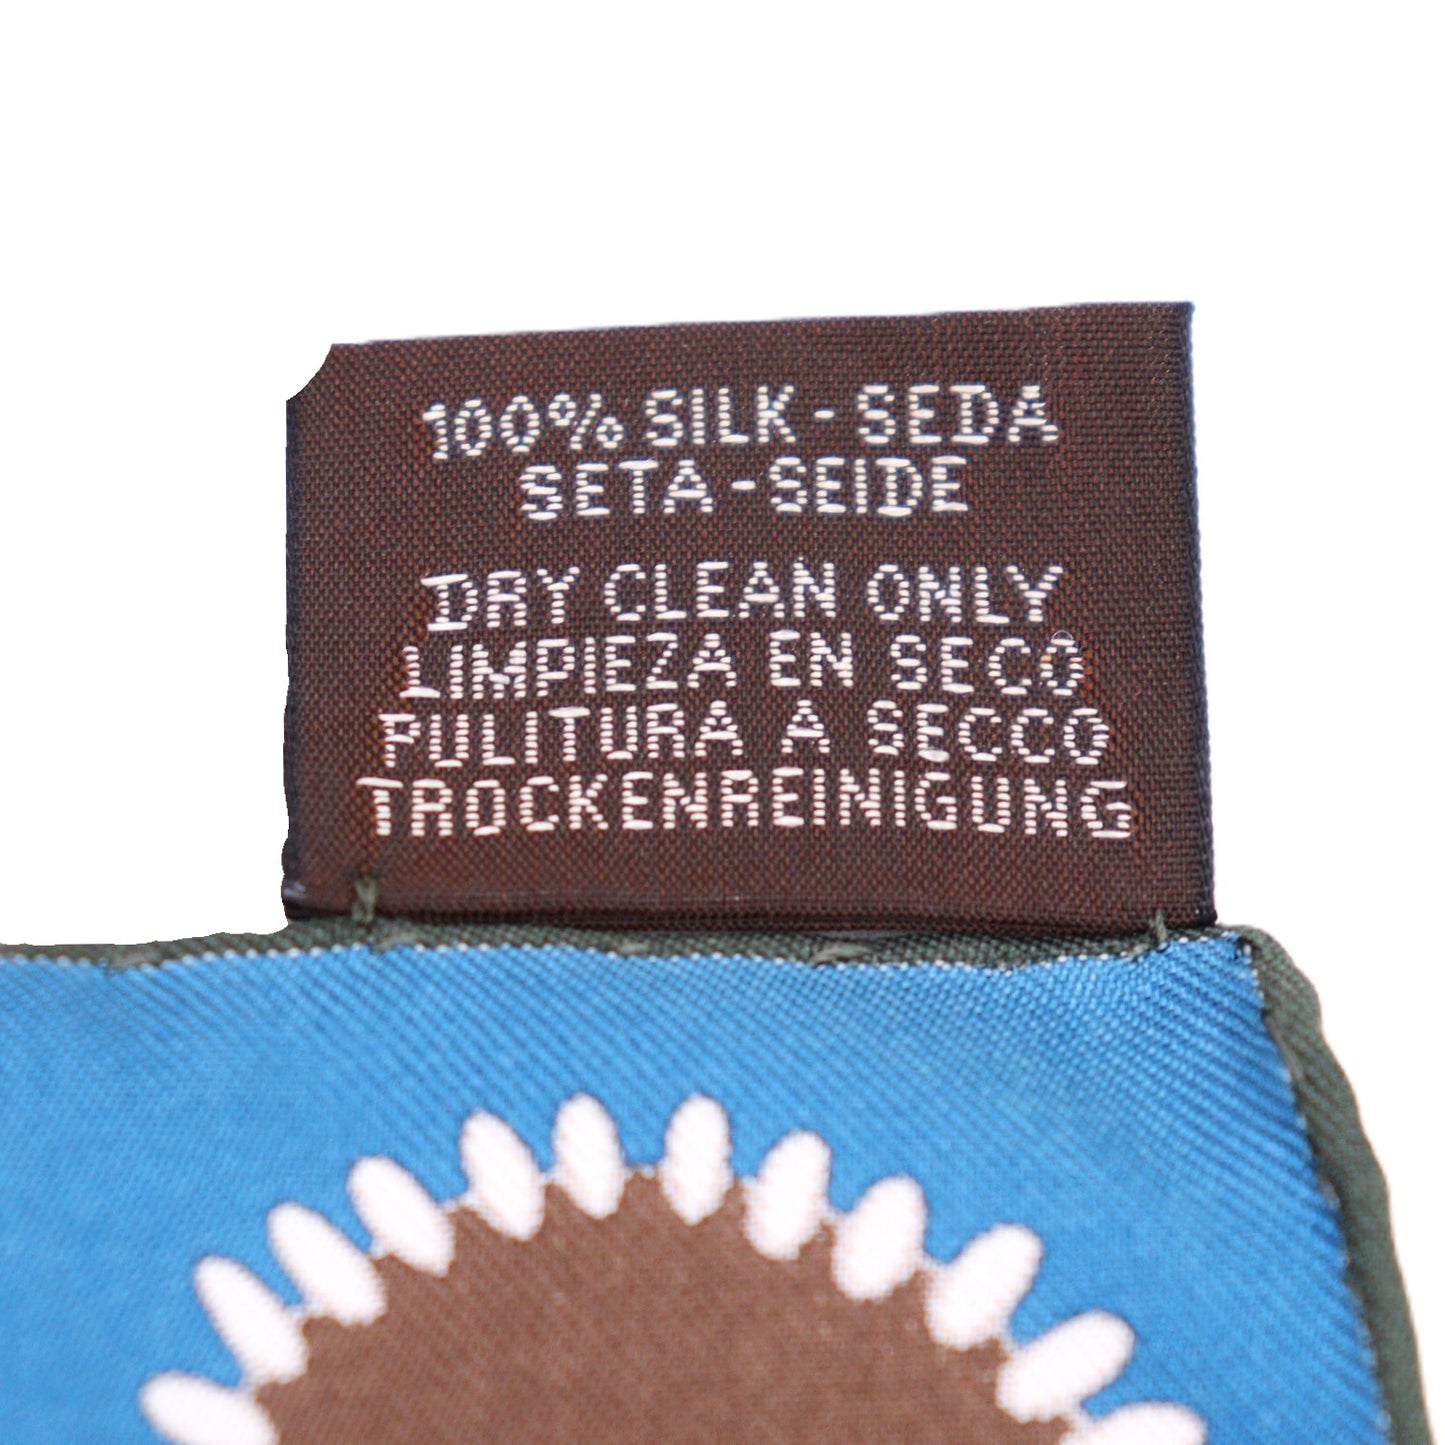 100% SILK - SEDA
SETA - SEIDE
DRY CLEAN ONLY
LIMPIEZA EN SECO
PULITURA A SECCO
TROCKENREINIGUNG